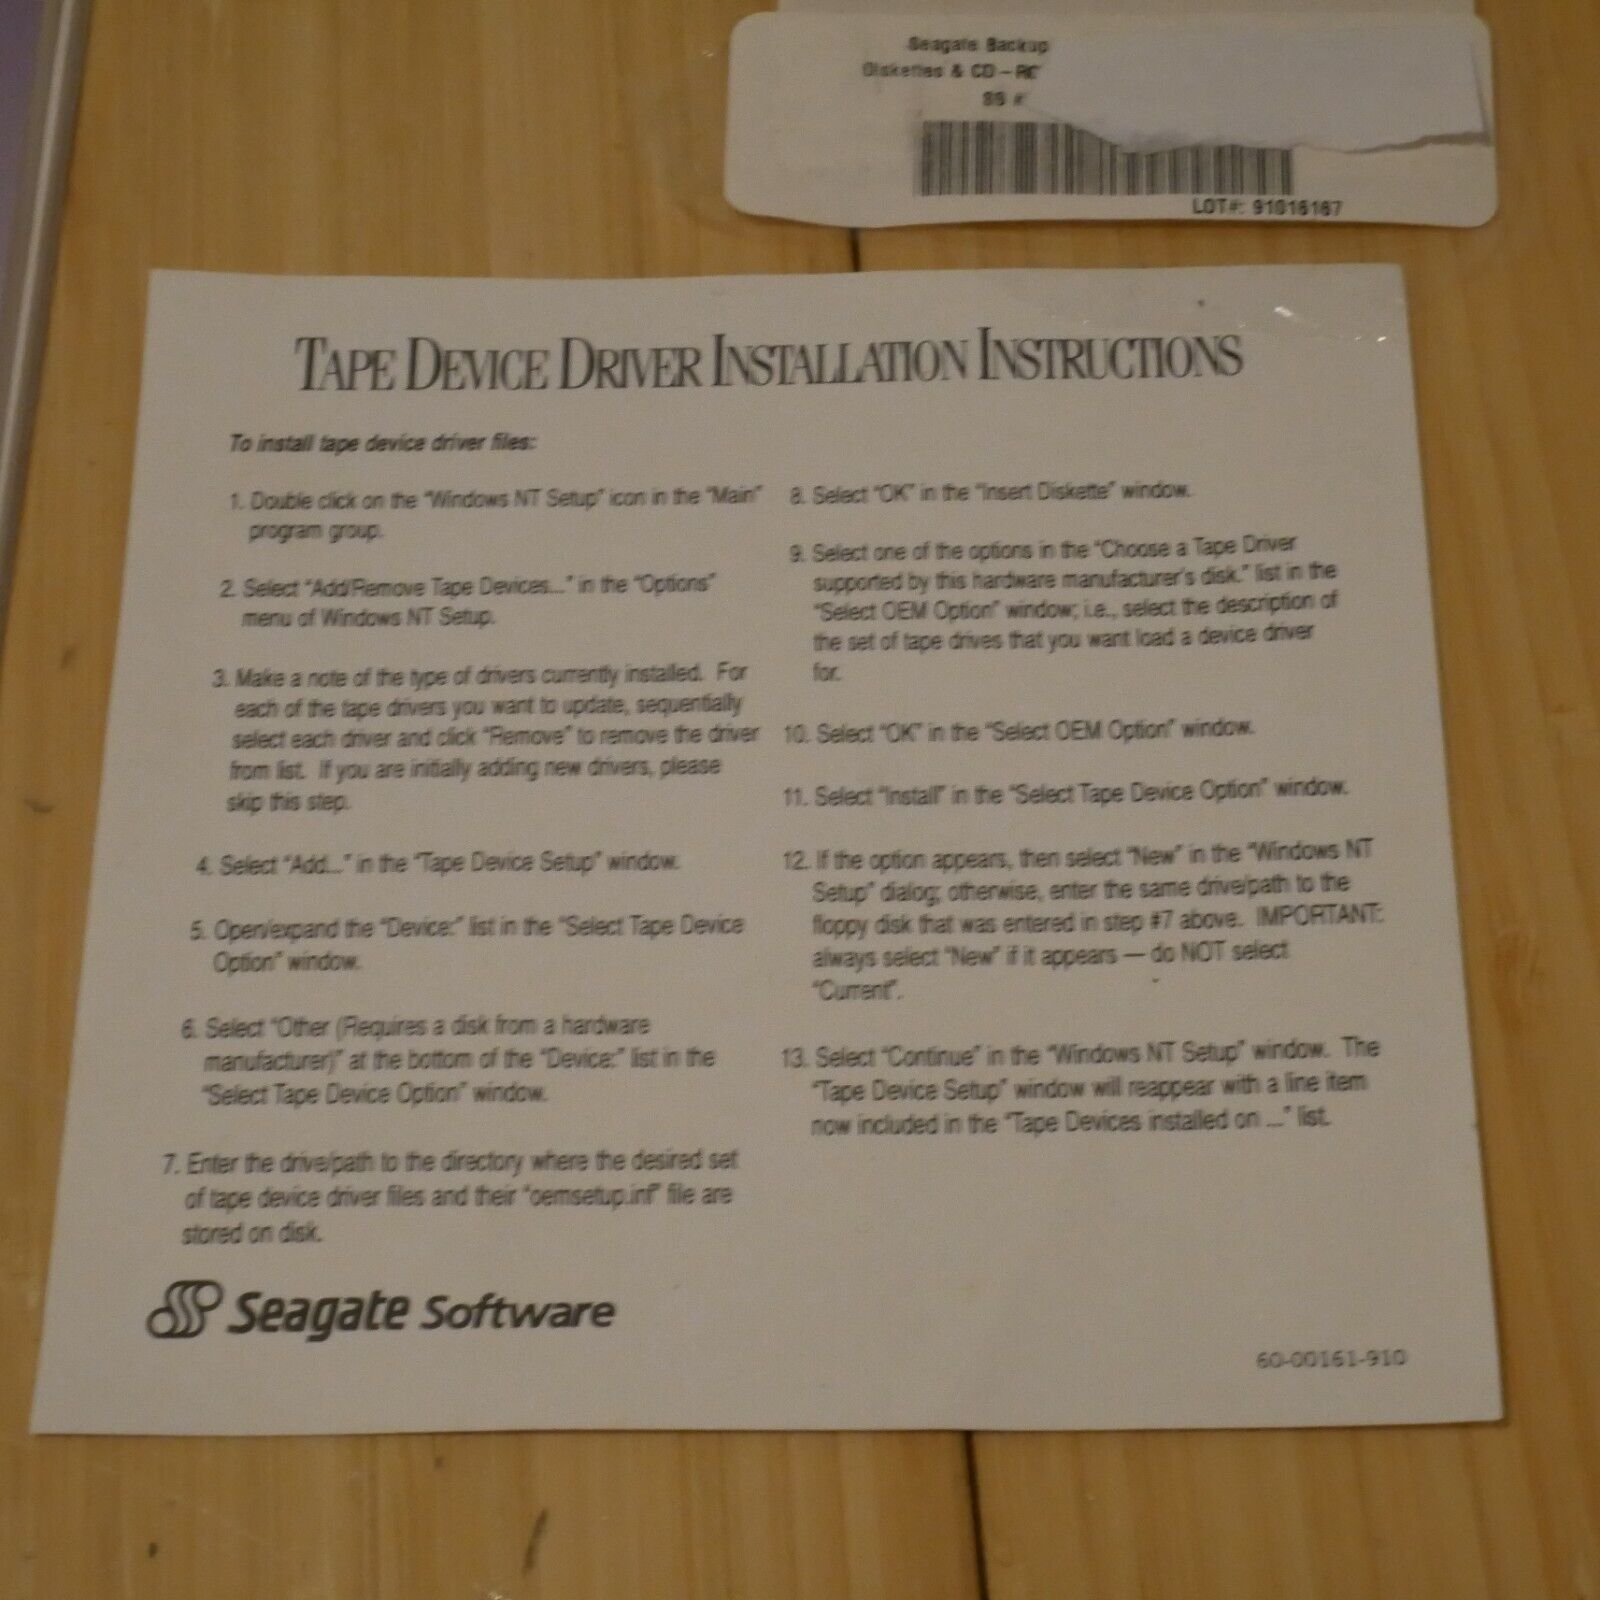 Seagate Backup
Diskettes & CD-RO
SS #
LOT#: 91616167
TAPE DEVICE DRIVER INSTALLATION INSTRUCTIONS
To install tape device driver files:
1. Double click on the "Windows NT Setup" icon in the "Main"
program group.
2. Select "Add/Remove Tape Devices..." in the "Options"
menu of Windows NT Setup.
3. Make a note of the type of drivers currently installed. For
each of the tape drivers you want to update, sequentially
select each driver and click "Remove" to remove the driver
from list. If you are initially adding new drivers, please
skip this step.
4. Select "Add..." in the "Tape Device Setup" window.
5. Open/expand the "Device:" list in the "Select Tape Device
Option" window.
6. Select "Other (Requires a disk from a hardware
manufacturer)" at the bottom of the "Device:" list in the
"Select Tape Device Option" window.
7. Enter the drive/path to the directory where the desired set
of tape device driver files and their "oemsetup.inf" file are
stored on disk.
8. Select "OK" in the "Insert Diskette" window.
9. Select one of the options in the "Choose a Tape Driver
supported by this hardware manufacturer's disk." list in the
"Select OEM Option" window; i.e., select the description of
the set of tape drives that you want load a device driver
for.
10. Select "OK" in the "Select OEM Option" window.
11. Select "Install" in the "Select Tape Device Option" window.
12. If the option appears, then select "New" in the "Windows NT
Setup" dialog; otherwise, enter the same drive/path to the
floppy disk that was entered in step #7 above. IMPORTANT:
always select "New" if it appears — do NOT select
"Current".
13. Select "Continue" in the "Windows NT Setup" window. The
"Tape Device Setup" window will reappear with a line item
now included in the "Tape Devices installed on ..." list.
Seagate Software
60-00161-910